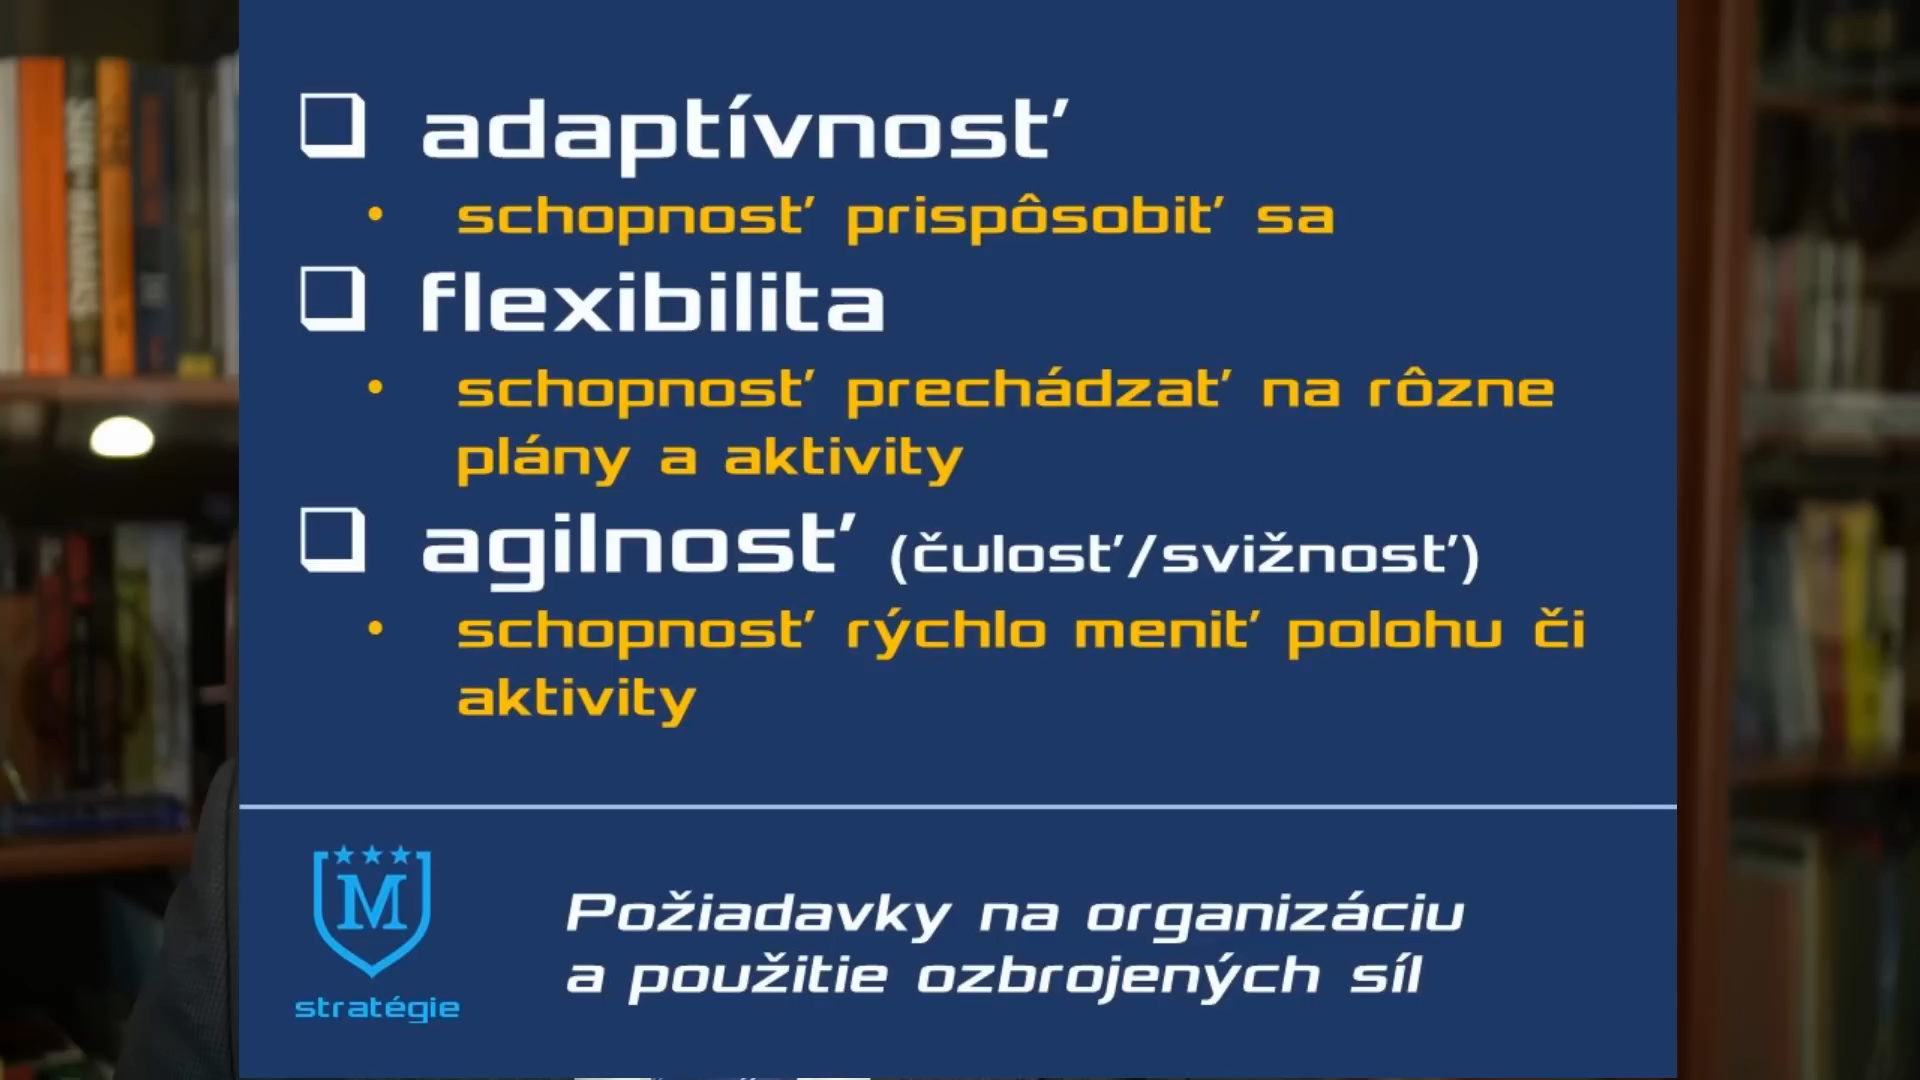 ❑ adaptívnosť
• schopnosť prispôsobiť sa
❑ flexibilita
• schopnosť prechádzať na rôzne
plány a aktivity
❑ agilnosť (čulosť/svižnosť)
• schopnosť rýchlo meniť polohu či
aktivity
M
stratégie
Požiadavky na organizáciu
a použitie ozbrojených síl